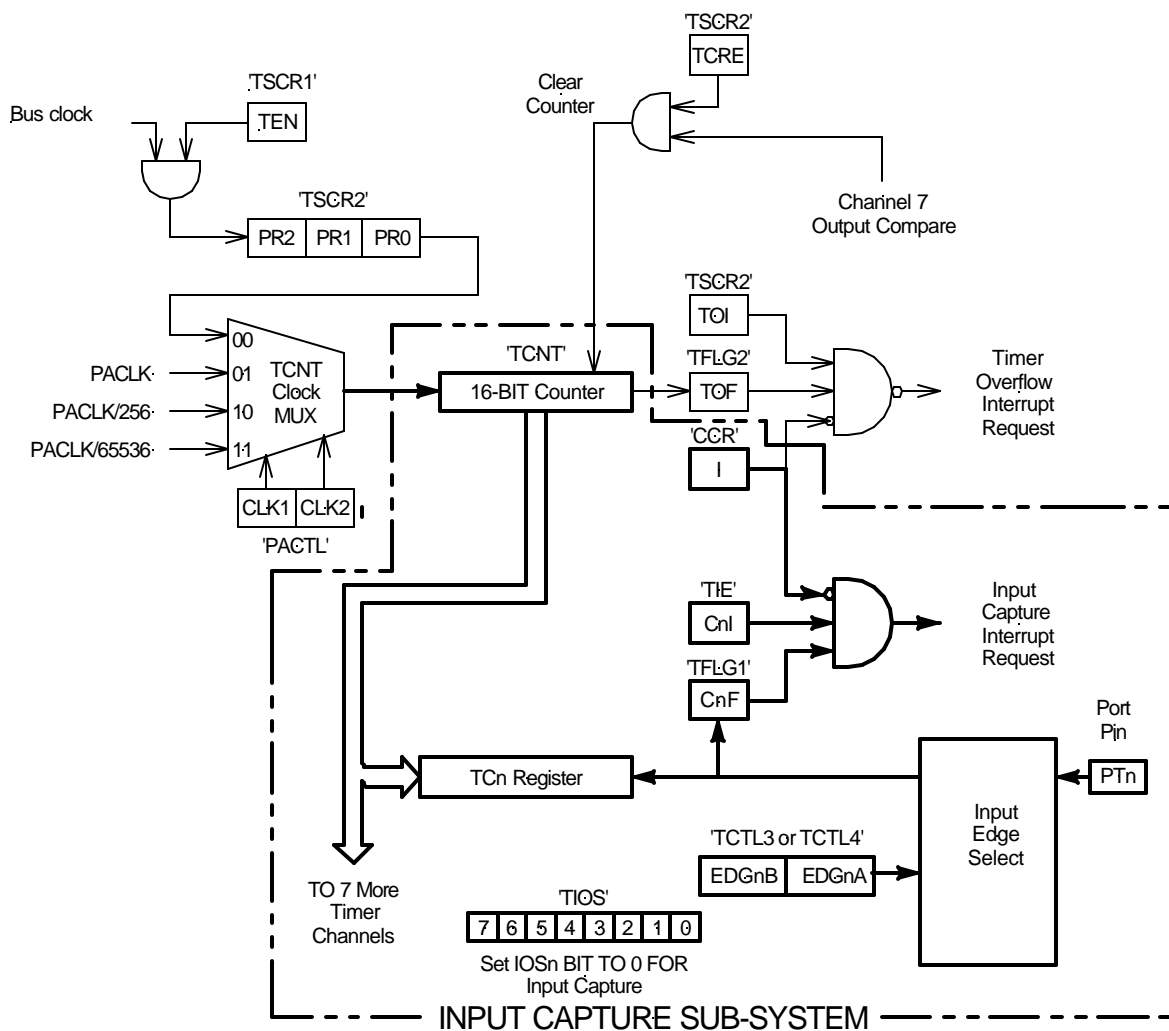 'TSCR2'
TCRE
Clear
Counter
'TSCR1'
TEN
Bus clock
Channel 7
Output Compare
'TSCR2'
PR2 PR1 PR0
'TSCR2'
TOI
00
01
10
11
TCNT
Clock
MUX
PACLK
PACLK/256
PACLK/65536
'TCNT'
16-BIT Counter
'TFLG2'
TOF
Timer
Overflow
Interrupt
Request
'CCR'
I
CLK1 CLK2
'PACTL'
'TIE'
CnI
Input
Capture
Interrupt
Request
'TFLG1'
CnF
Port
Pin
PTn
TCn Register
Input
Edge
Select
'TCTL3 or TCTL4'
EDGnB EDGnA
TO 7 More
Timer
Channels
'TIOS'
7 6 5 4 3 2 1 0
Set IOSn BIT TO 0 FOR
Input Capture
INPUT CAPTURE SUB-SYSTEM